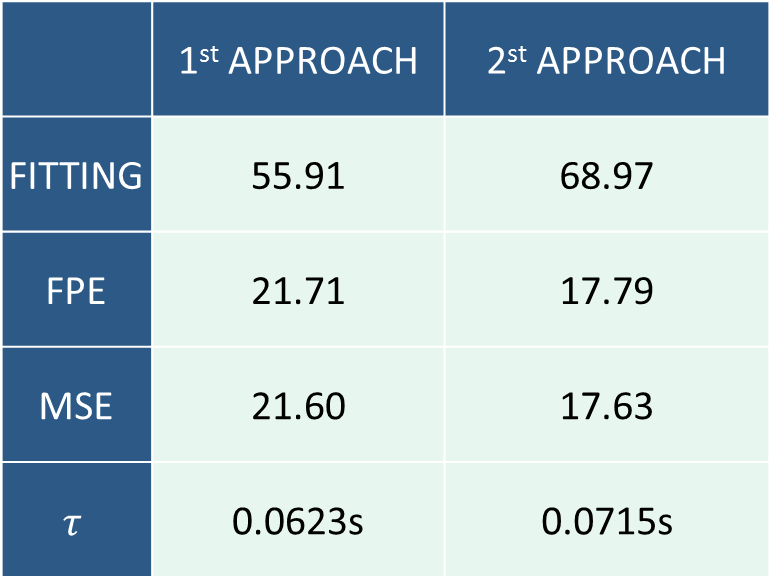 1st APPROACH 2st APPROACH
FITTING 55.91 68.97
FPE 21.71 17.79
MSE 21.60 17.63
τ 0.0623s 0.0715s